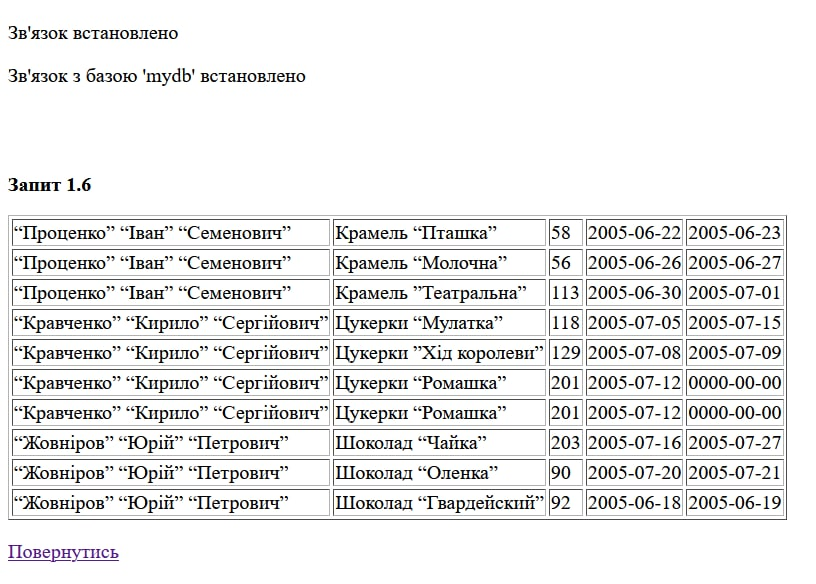 Зв'язок встановлено
Зв'язок з базою 'mydb' встановлено
Запит 1.6
“Проценко” “Іван” “Семенович” Крамель “Пташка” 58 2005-06-22 2005-06-23
“Проценко” “Іван” “Семенович” Крамель “Молочна” 56 2005-06-26 2005-06-27
“Проценко” “Іван” “Семенович” Крамель ”Театральна” 113 2005-06-30 2005-07-01
“Кравченко” “Кирило” “Сергійович” Цукерки “Мулатка” 118 2005-07-05 2005-07-15
“Кравченко” “Кирило” “Сергійович” Цукерки ”Хід королеви” 129 2005-07-08 2005-07-09
“Кравченко” “Кирило” “Сергійович” Цукерки “Ромашка” 201 2005-07-12 0000-00-00
“Кравченко” “Кирило” “Сергійович” Цукерки “Ромашка” 201 2005-07-12 0000-00-00
“Жовніров” “Юрій” “Петрович” Шоколад “Чайка” 203 2005-07-16 2005-07-27
“Жовніров” “Юрій” “Петрович” Шоколад “Оленка” 90 2005-07-20 2005-07-21
“Жовніров” “Юрій” “Петрович” Шоколад “Гвардейский” 92 2005-06-18 2005-06-19
Повернутись